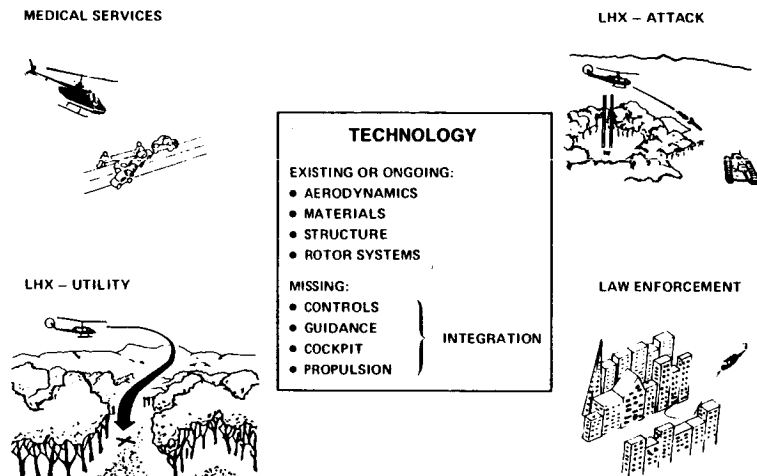 MEDICAL SERVICES
LHX – ATTACK
TECHNOLOGY
EXISTING OR ONGOING:
• AERODYNAMICS
• MATERIALS
• STRUCTURE
• ROTOR SYSTEMS
MISSING:
• CONTROLS
• GUIDANCE
• COCKPIT
• PROPULSION
INTEGRATION
LHX – UTILITY
LAW ENFORCEMENT